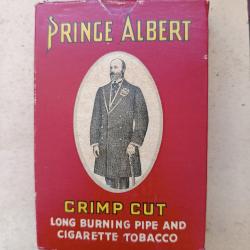 PRINCE ALBERT
CRIMP CUT
LONG BURNING PIPE AND
CIGARETTE TOBACCO